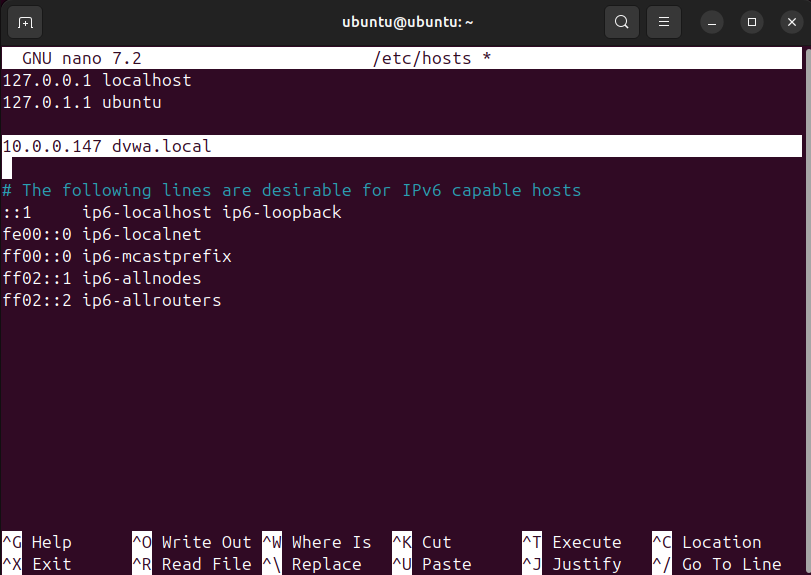 ubuntu@ubuntu: ~
GNU nano 7.2 /etc/hosts *
127.0.0.1 localhost
127.0.1.1 ubuntu
10.0.0.147 dvwa.local
# The following lines are desirable for IPv6 capable hosts
::1     ip6-localhost ip6-loopback
fe00::0 ip6-localnet
ff00::0 ip6-mcastprefix
ff02::1 ip6-allnodes
ff02::2 ip6-allrouters
^G Help ^O Write Out ^W Where Is ^K Cut ^T Execute ^C Location
^X Exit ^R Read File ^\ Replace ^U Paste ^J Justify ^/ Go To Line